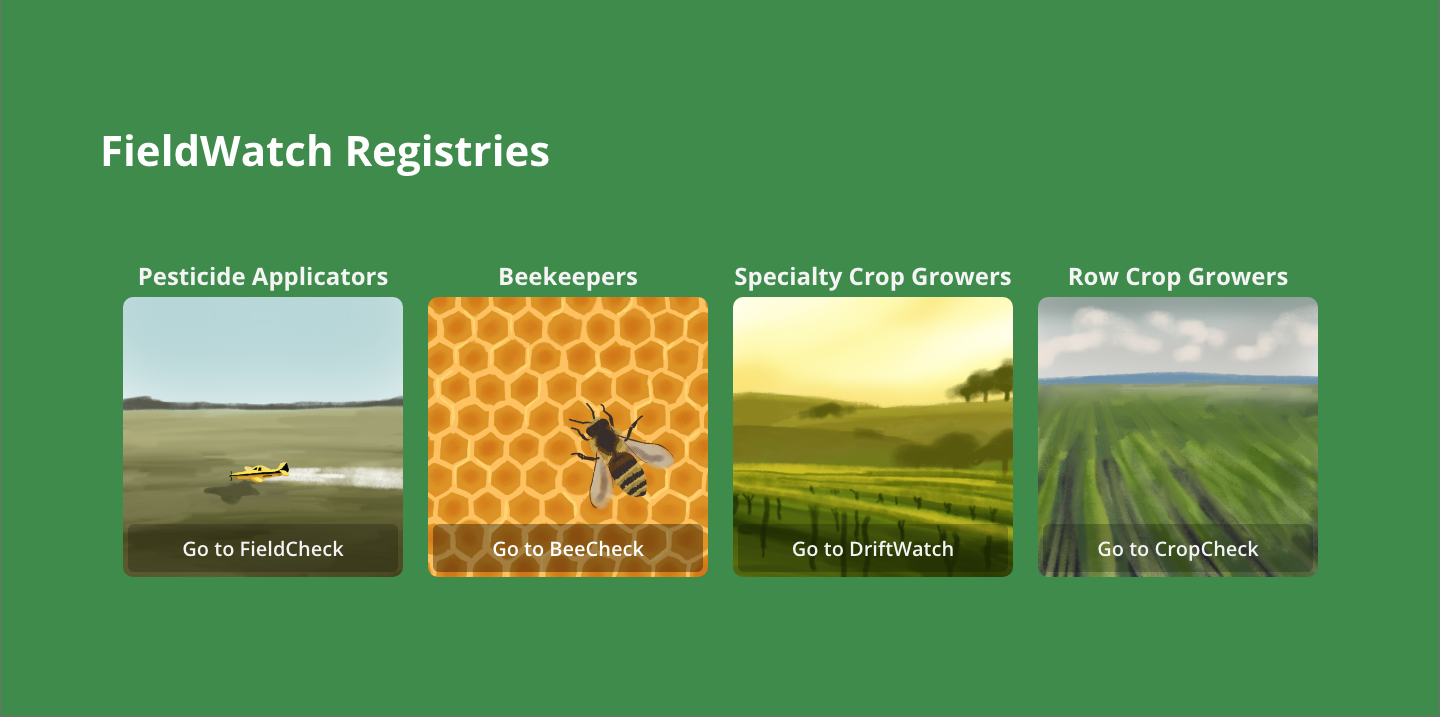 FieldWatch Registries
Pesticide Applicators
Beekeepers
Specialty Crop Growers
Row Crop Growers
Go to FieldCheck
Go to BeeCheck
Go to DriftWatch
Go to CropCheck